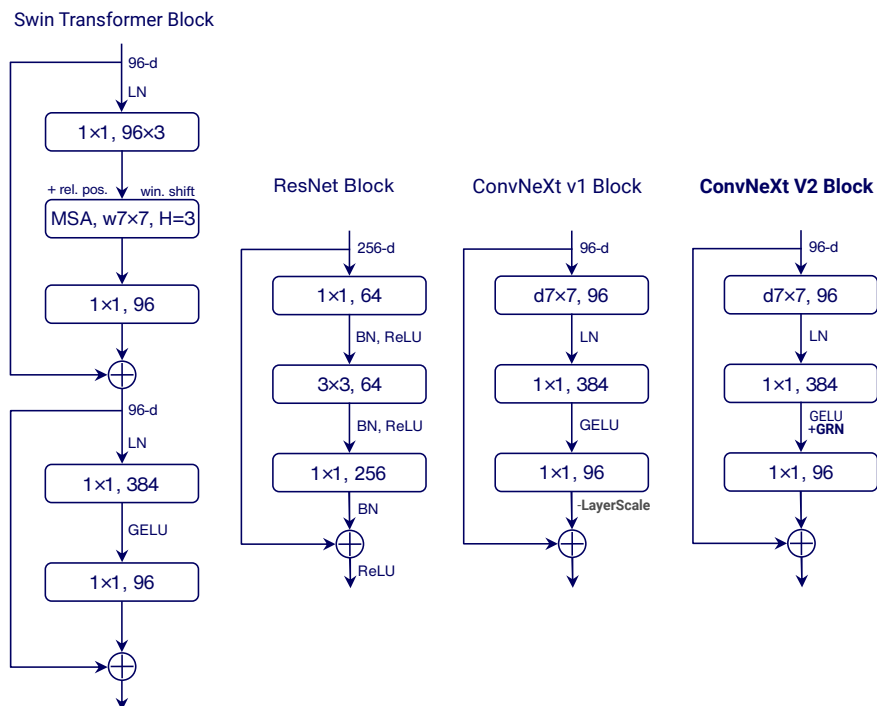 Swin Transformer Block
96-d
LN
1×1, 96×3
+ rel. pos. win. shift
MSA, w7×7, H=3
1×1, 96
96-d
LN
1×1, 384
GELU
1×1, 96
ResNet Block
256-d
1×1, 64
BN, ReLU
3×3, 64
BN, ReLU
1×1, 256
BN
ReLU
ConvNeXt v1 Block
96-d
d7×7, 96
LN
1×1, 384
GELU
1×1, 96
-LayerScale
ConvNeXt V2 Block
96-d
d7×7, 96
LN
1×1, 384
GELU
+GRN
1×1, 96